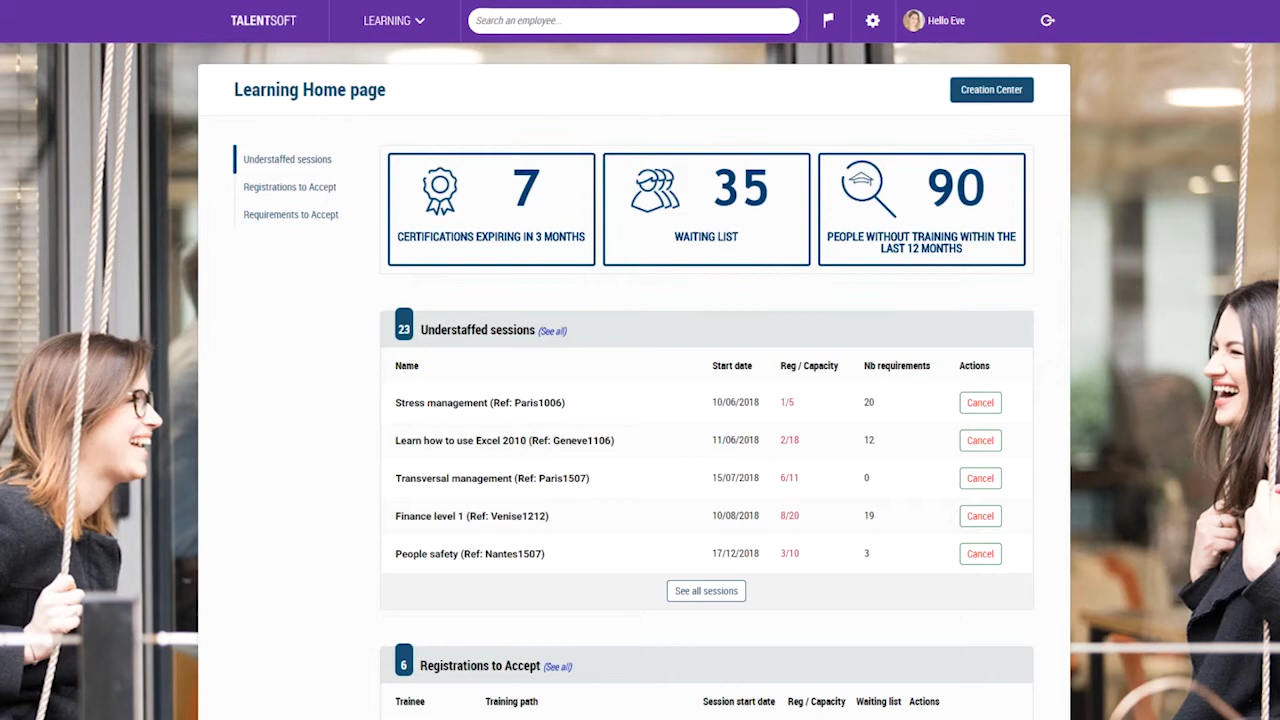 TALENTSOFT LEARNING Search an employee... Hello Eve
Learning Home page Creation Center
Understaffed sessions
Registrations to Accept
Requirements to Accept
7 35 90
CERTIFICATIONS EXPIRING IN 3 MONTHS WAITING LIST PEOPLE WITHOUT TRAINING WITHIN THE
LAST 12 MONTHS
23 Understaffed sessions (See all)
Name Start date Reg / Capacity Nb requirements Actions
Stress management (Ref: Paris1006) 10/06/2018 1/5 20 Cancel
Learn how to use Excel 2010 (Ref: Geneve1106) 11/06/2018 2/18 12 Cancel
Transversal management (Ref: Paris1507) 15/07/2018 6/11 0 Cancel
Finance level 1 (Ref: Venise1212) 10/08/2018 8/20 19 Cancel
People safety (Ref: Nantes1507) 17/12/2018 3/10 3 Cancel
See all sessions
6 Registrations to Accept (See all)
Trainee Training path Session start date Reg / Capacity Waiting list Actions